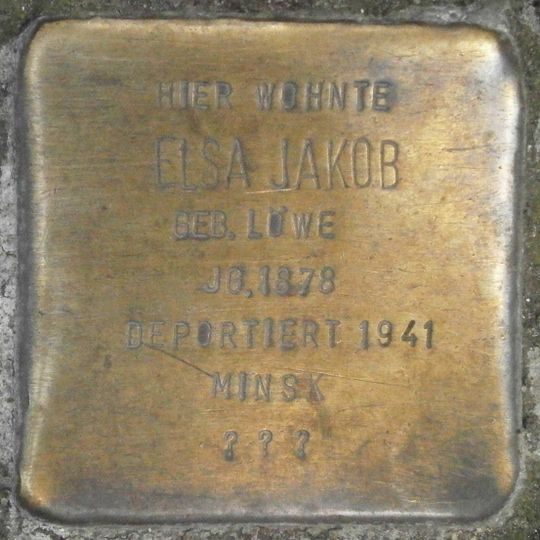 HIER WOHNTE
ELSA JAKOB
GEB. LÖWE
JG. 1878
DEPORTIERT 1941
MINSK
? ? ?